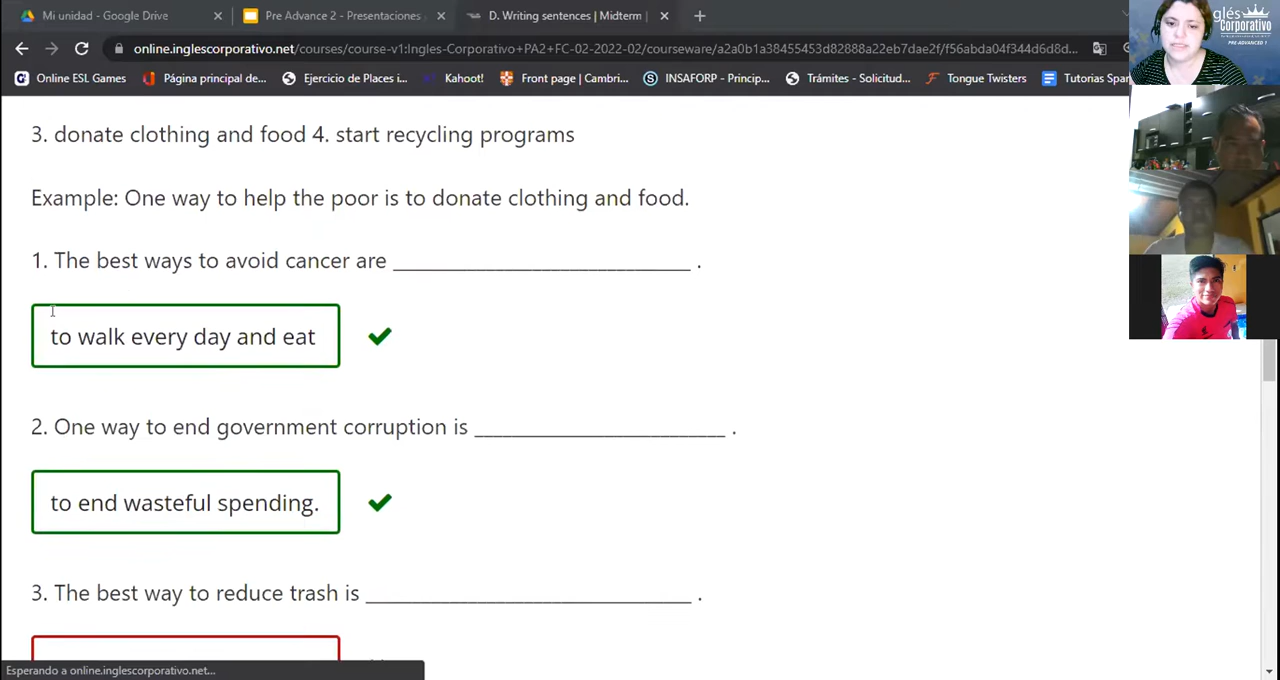 Mi unidad - Google Drive
Pre Advance 2 - Presentaciones
D. Writing sentences | Midterm |
online.inglescorporativo.net/courses/course-v1:Ingles-Corporativo+PA2+FC-02-2022-02/courseware/a2a0b1a38455453d82888a22eb7dae2f/f56abda04f344d6d8d...
Online ESL Games
Página principal de...
Ejercicio de Places i...
Kahoot!
Front page | Cambri...
INSAFORP - Princip...
Trámites - Solicitud...
Tongue Twisters
Tutorias Spar
glés
Corporativo
PRE ADVANCED 1
3. donate clothing and food 4. start recycling programs
Example: One way to help the poor is to donate clothing and food.
1. The best ways to avoid cancer are ___________________________ .
to walk every day and eat
2. One way to end government corruption is _______________________ .
to end wasteful spending.
3. The best way to reduce trash is ______________________________ .
Esperando a online.inglescorporativo.net...